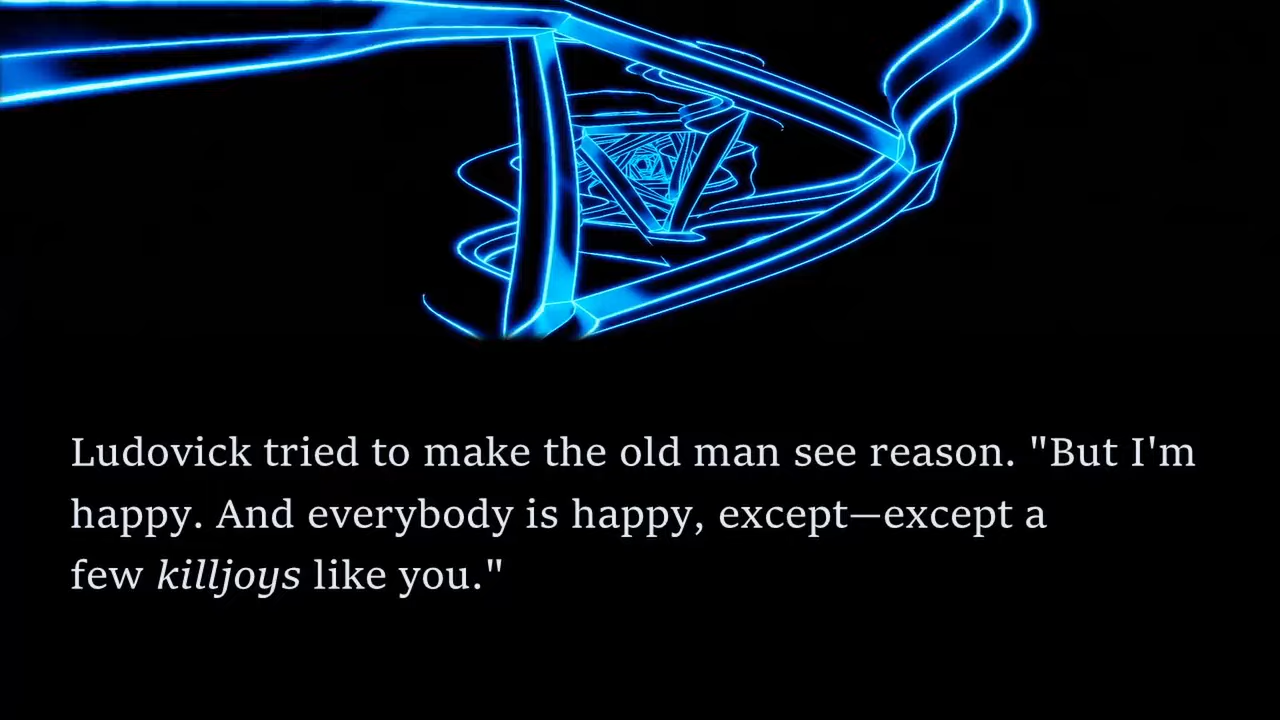 Ludovick tried to make the old man see reason. "But I'm
happy. And everybody is happy, except—except a
few killjoys like you."